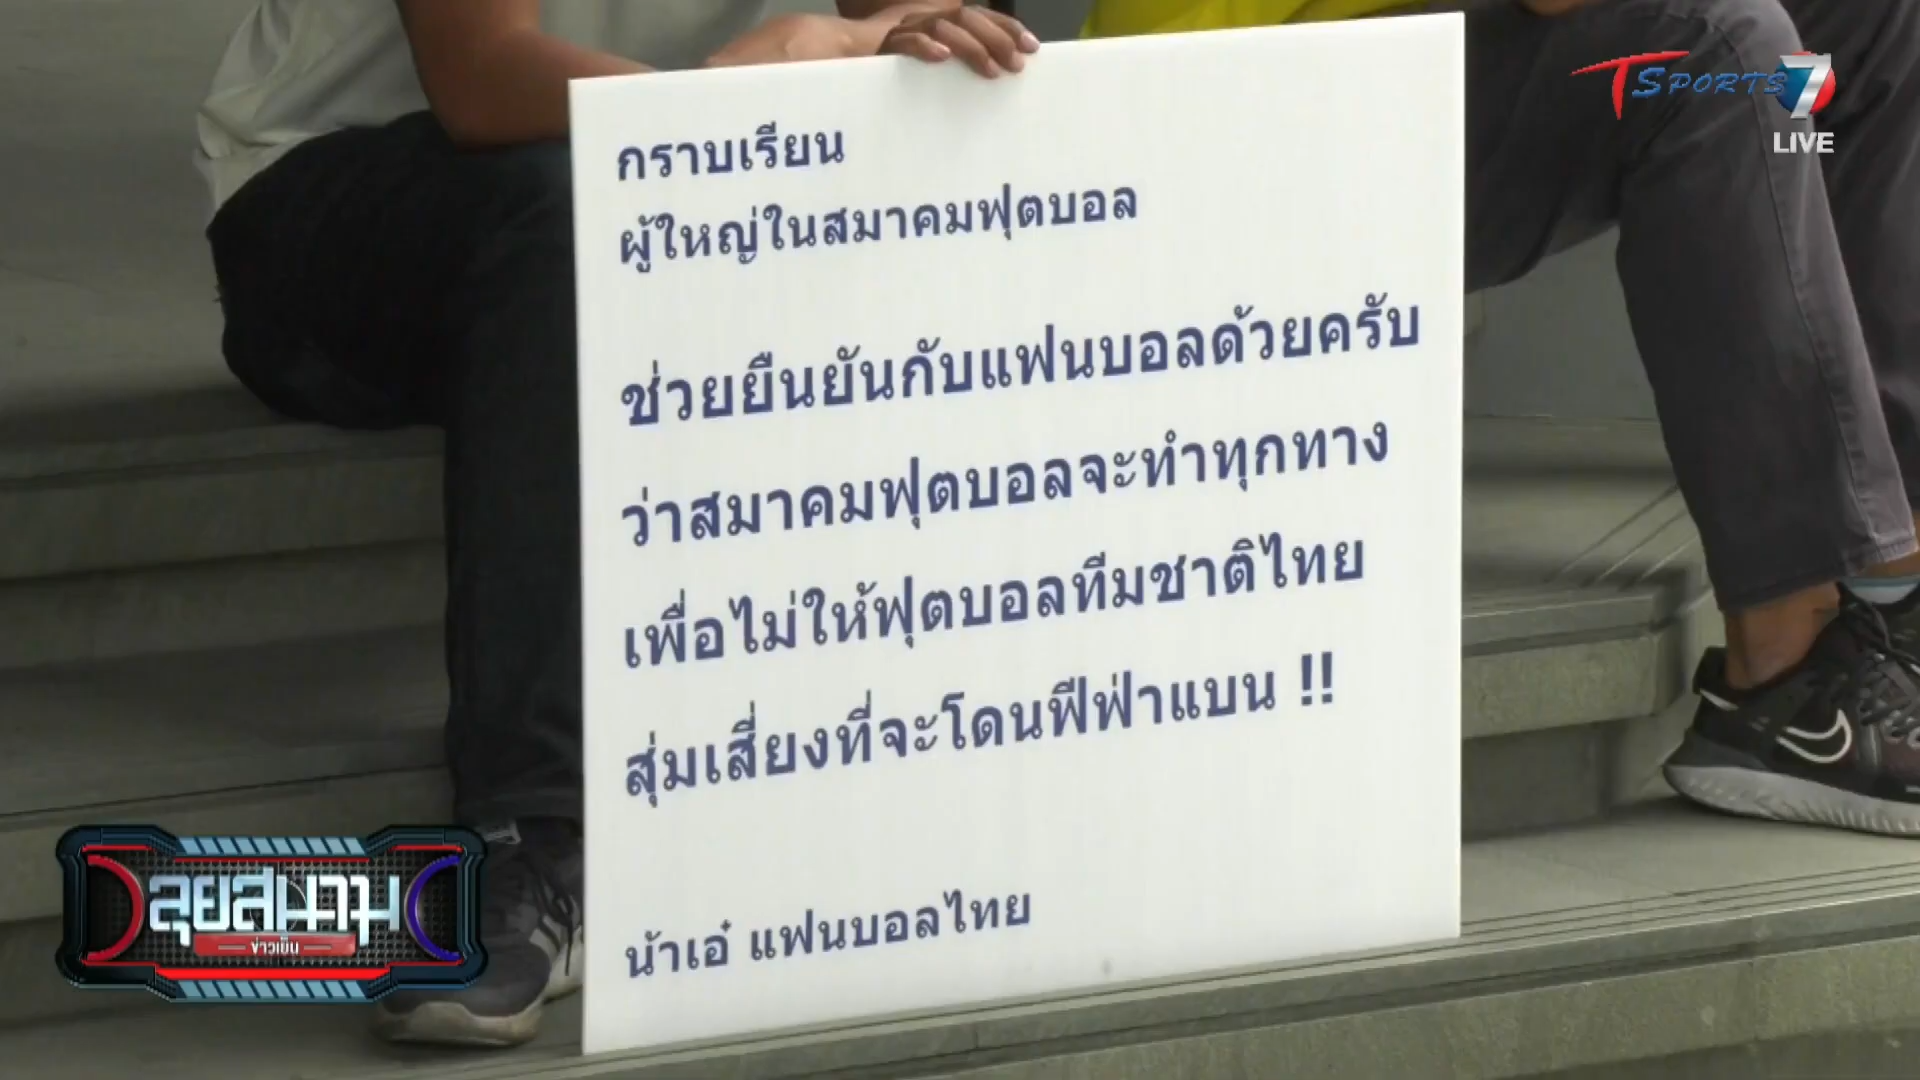 กราบเรียน
ผู้ใหญ่ในสมาคมฟุตบอล
ช่วยยืนยันกับแฟนบอลด้วยครับ
ว่าสมาคมฟุตบอลจะทำทุกทาง
เพื่อไม่ให้ฟุตบอลทีมชาติไทย
สุ่มเสี่ยงที่จะโดนฟีฟ่าแบน !!
น้าเอ๋ แฟนบอลไทย
T SPORTS 7
LIVE
ลุยสนาม
ข่าวเย็น